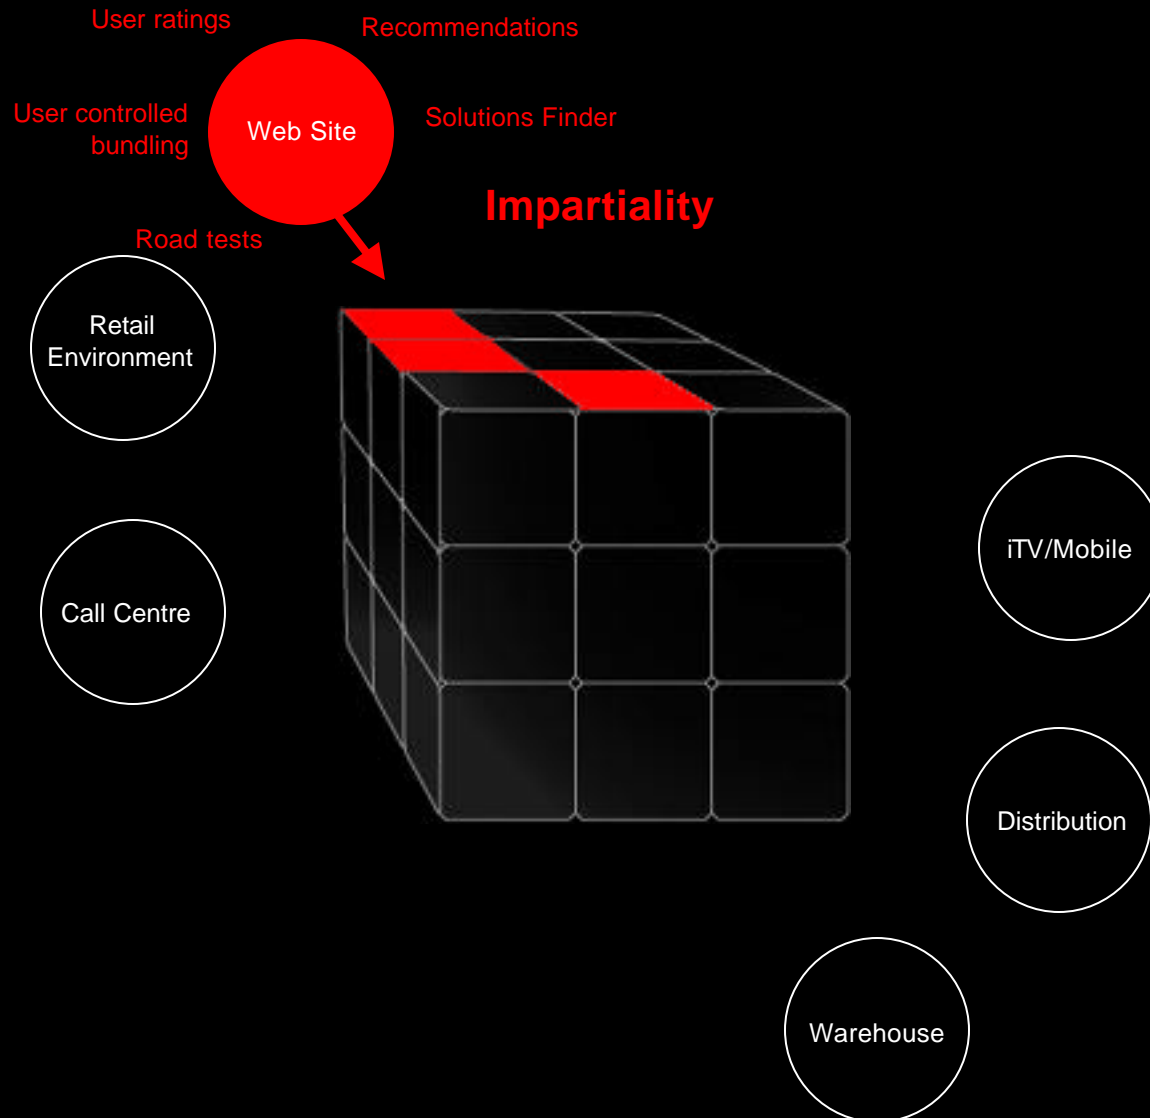 User ratings
Recommendations
User controlled
bundling
Web Site
Solutions Finder
Impartiality
Road tests
Retail
Environment
iTV/Mobile
Call Centre
Distribution
Warehouse